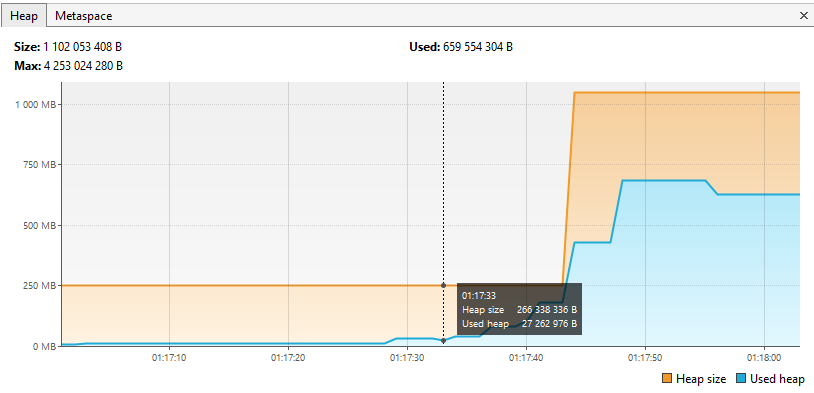 Heap Metaspace ×
Size: 1 102 053 408 B Used: 659 554 304 B
Max: 4 253 024 280 B
1 000 MB
750 MB
500 MB
250 MB
0 MB
01:17:33
Heap size 266 338 336 B
Used heap 27 262 976 B
01:17:10 01:17:20 01:17:30 01:17:40 01:17:50 01:18:00
Heap size Used heap